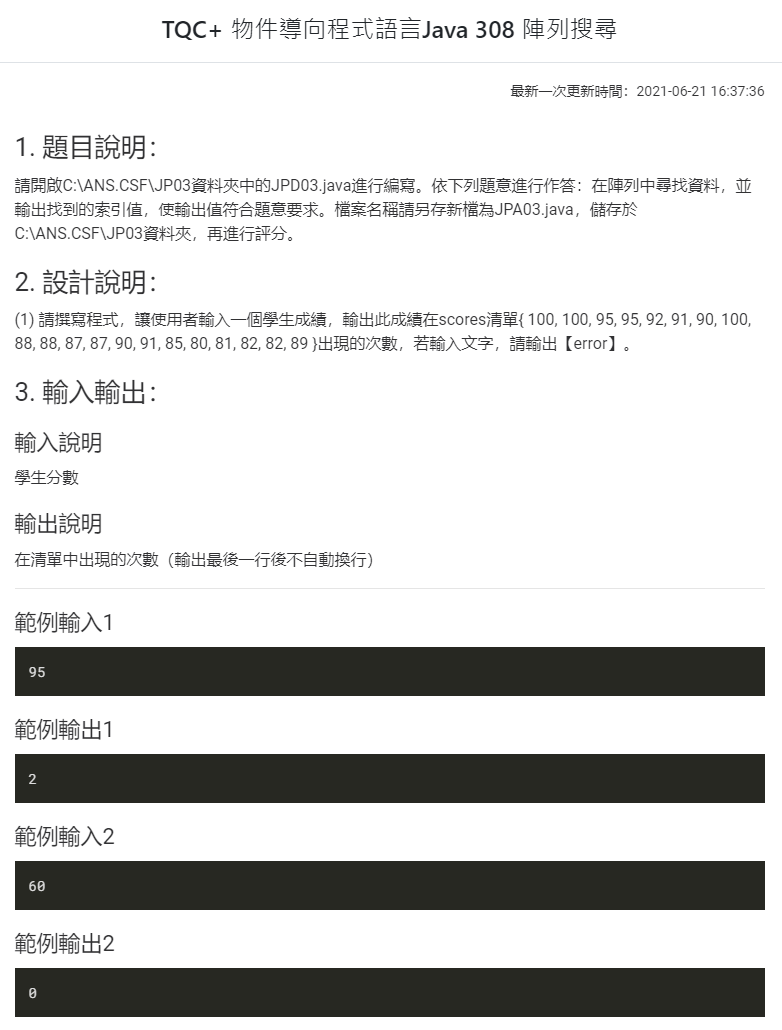 TQC+ 物件導向程式語言Java 308 陣列搜尋
最新一次更新時間：2021-06-21 16:37:36
1. 題目說明：
請開啟C:\ANS.CSF\JP03資料夾中的JPD03.java進行編寫。依下列題意進行作答：在陣列中尋找資料，並
輸出找到的索引值，使輸出值符合題意要求。檔案名稱請另存新檔為JPA03.java，儲存於
C:\ANS.CSF\JP03資料夾，再進行評分。
2. 設計說明：
(1) 請撰寫程式，讓使用者輸入一個學生成績，輸出此成績在scores清單{ 100, 100, 95, 95, 92, 91, 90, 100,
88, 88, 87, 87, 90, 91, 85, 80, 81, 82, 82, 89 }出現的次數，若輸入文字，請輸出【error】。
3. 輸入輸出：
輸入說明
學生分數
輸出說明
在清單中出現的次數（輸出最後一行後不自動換行）
範例輸入1
95
範例輸出1
2
範例輸入2
60
範例輸出2
0